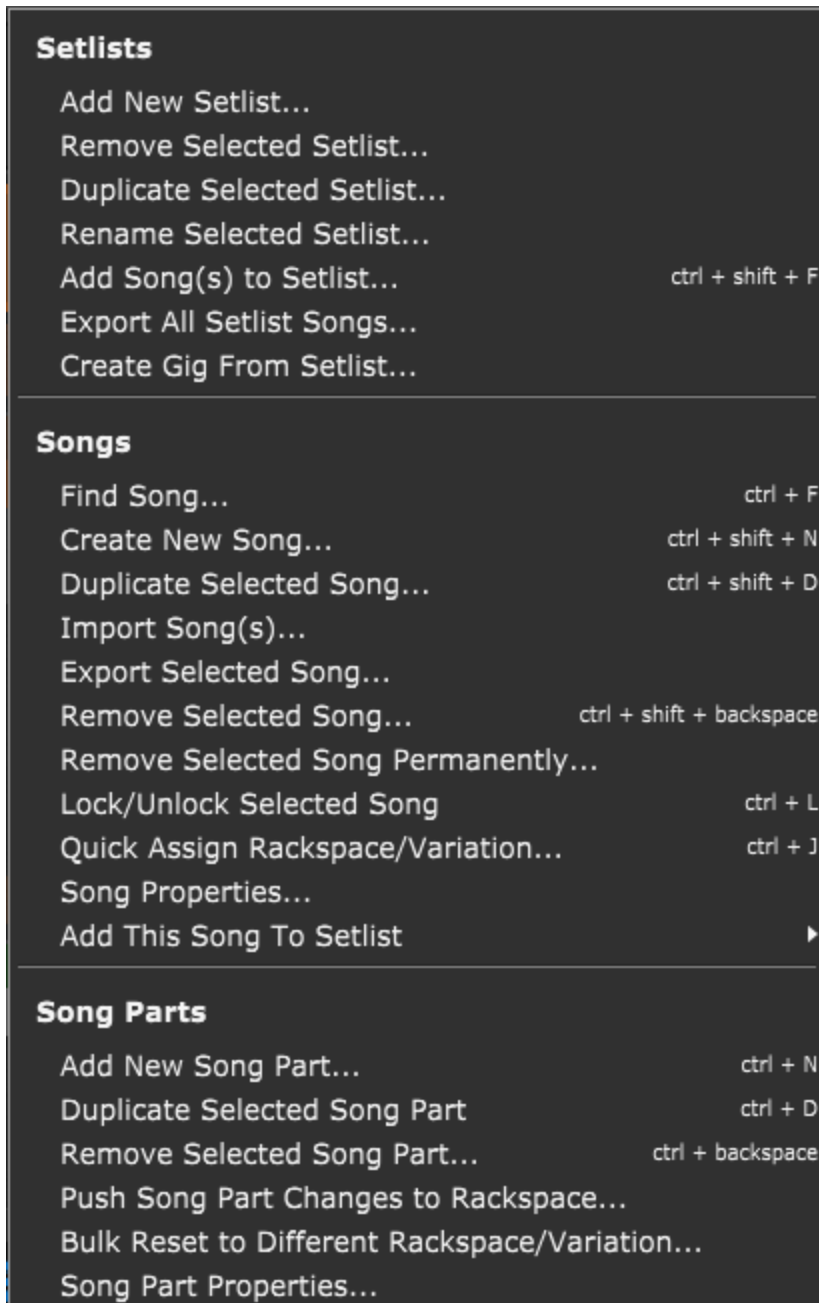 Setlists
Add New Setlist...
Remove Selected Setlist...
Duplicate Selected Setlist...
Rename Selected Setlist...
Add Song(s) to Setlist... ctrl + shift + F
Export All Setlist Songs...
Create Gig From Setlist...
Songs
Find Song... ctrl + F
Create New Song... ctrl + shift + N
Duplicate Selected Song... ctrl + shift + D
Import Song(s)...
Export Selected Song...
Remove Selected Song... ctrl + shift + backspace
Remove Selected Song Permanently...
Lock/Unlock Selected Song ctrl + L
Quick Assign Rackspace/Variation... ctrl + J
Song Properties...
Add This Song To Setlist
Song Parts
Add New Song Part... ctrl + N
Duplicate Selected Song Part ctrl + D
Remove Selected Song Part... ctrl + backspace
Push Song Part Changes to Rackspace...
Bulk Reset to Different Rackspace/Variation...
Song Part Properties...